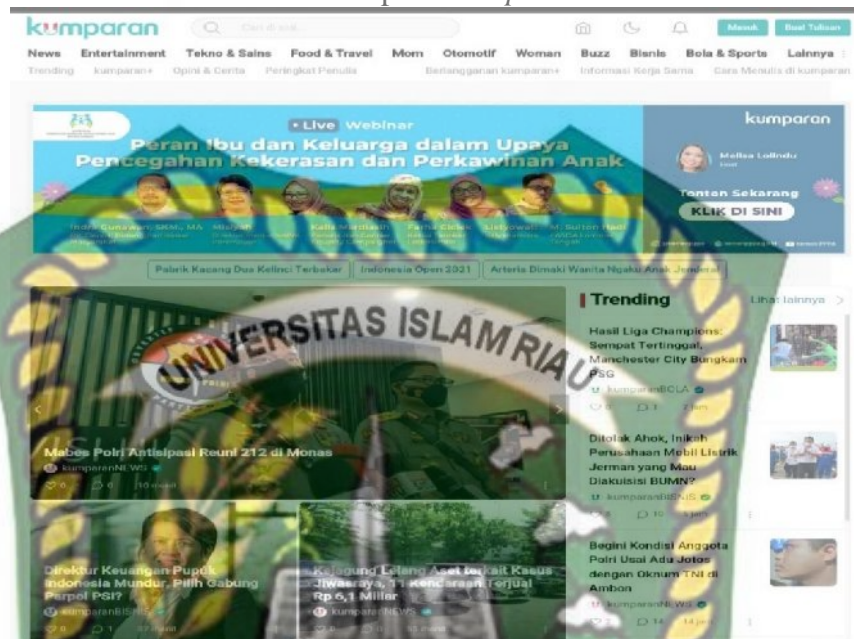 kumparan
Masuk
Buat Tulisan
News Entertainment Tekno & Sains Food & Travel Mom Otomotif Woman Buzz Bisnis Bola & Sports Lainnya
Trending kumparan+ Opini & Cerita Peringkat Penulis Berlangganan kumparan+ Informasi Kerja Sama Cara Menulis di kumparan
• Live Webinar
Peran Ibu dan Keluarga dalam Upaya
Pencegahan Kekerasan dan Perkawinan Anak
kumparan
Tonton Sekarang
KLIK DI SINI
Pabrik Kacang Dua Kelinci Terbakar
Indonesia Open 2021
Arteria Dimaki Wanita Ngaku Anak Jenderal
UNIVERSITAS ISLAM RIAU
Mabes Polri Antisipasi Reuni 212 di Monas
kumparanNEWS
Direktur Keuangan Pupuk
Indonesia Mundur, Pilih Gabung
Parpol PSI?
kumparanBISNIS
Kejagung Lelang Aset terkait Kasus
Jiwasraya, 11 Kendaraan Terjual
Rp 6,1 Miliar
kumparanNEWS
Trending
Lihat lainnya
Hasil Liga Champions:
Sempat Tertinggal,
Manchester City Bungkam
PSG
kumparanBOLA
Ditolak Ahok, Inikah
Perusahaan Mobil Listrik
Jerman yang Mau
Diakuisisi BUMN?
kumparanBISNIS
Begini Kondisi Anggota
Polri Usai Adu Jotos
dengan Oknum TNI di
Ambon
kumparanNEWS